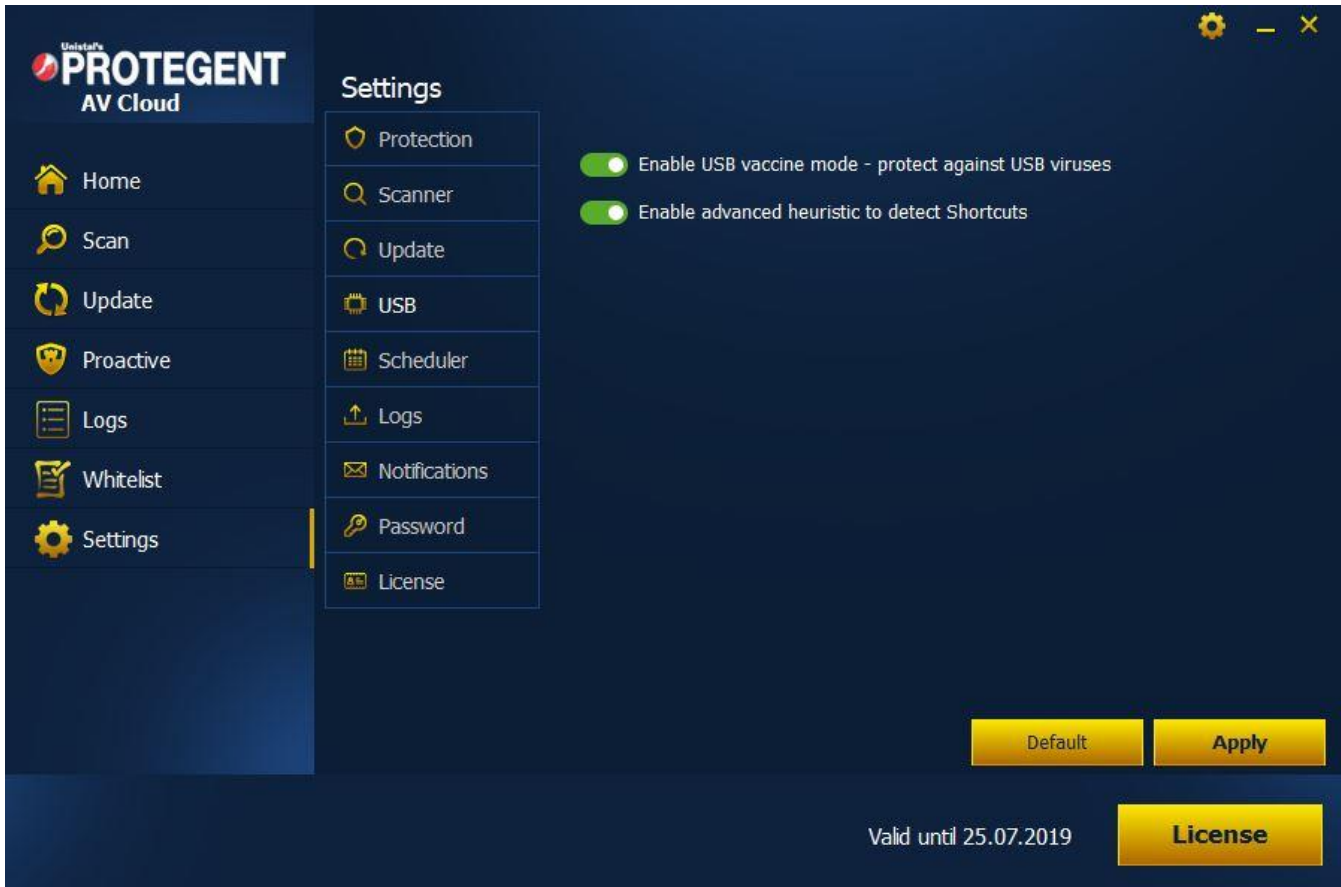 Unistal's
PROTEGENT
AV Cloud
Home
Scan
Update
Proactive
Logs
Whitelist
Settings
Settings
Protection
Scanner
Update
USB
Scheduler
Logs
Notifications
Password
License
Enable USB vaccine mode - protect against USB viruses
Enable advanced heuristic to detect Shortcuts
Default
Apply
Valid until 25.07.2019
License